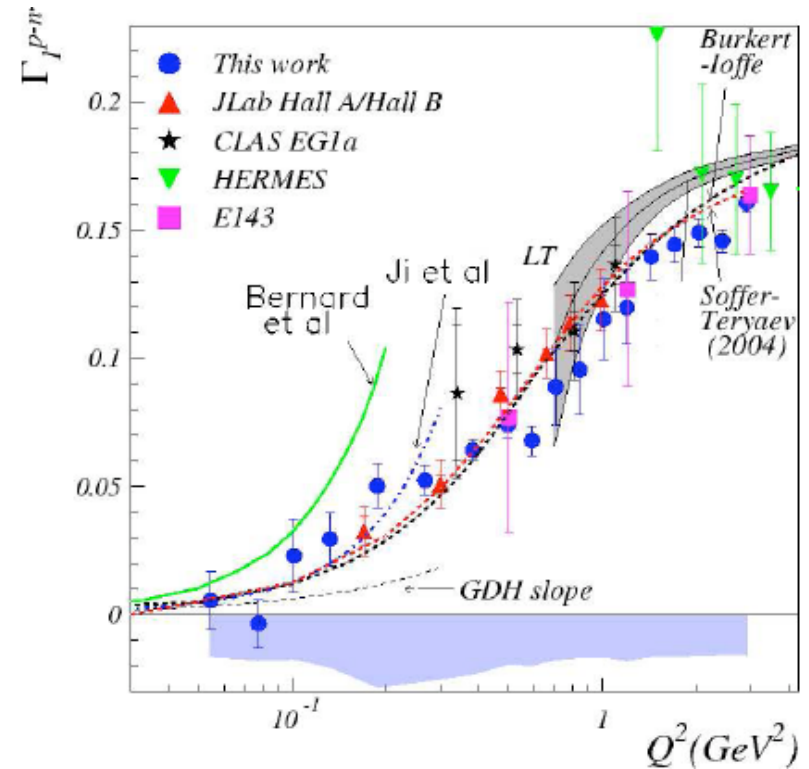 Γ₁ᵖ⁻ⁿ
This work
JLab Hall A/Hall B
CLAS EG1a
HERMES
E143
Burkert
-Ioffe
LT
Ji et al
Bernard
et al
Soffer-
Teryaev
(2004)
GDH slope
0.2
0.15
0.1
0.05
0
10⁻¹
1
Q²(GeV²)